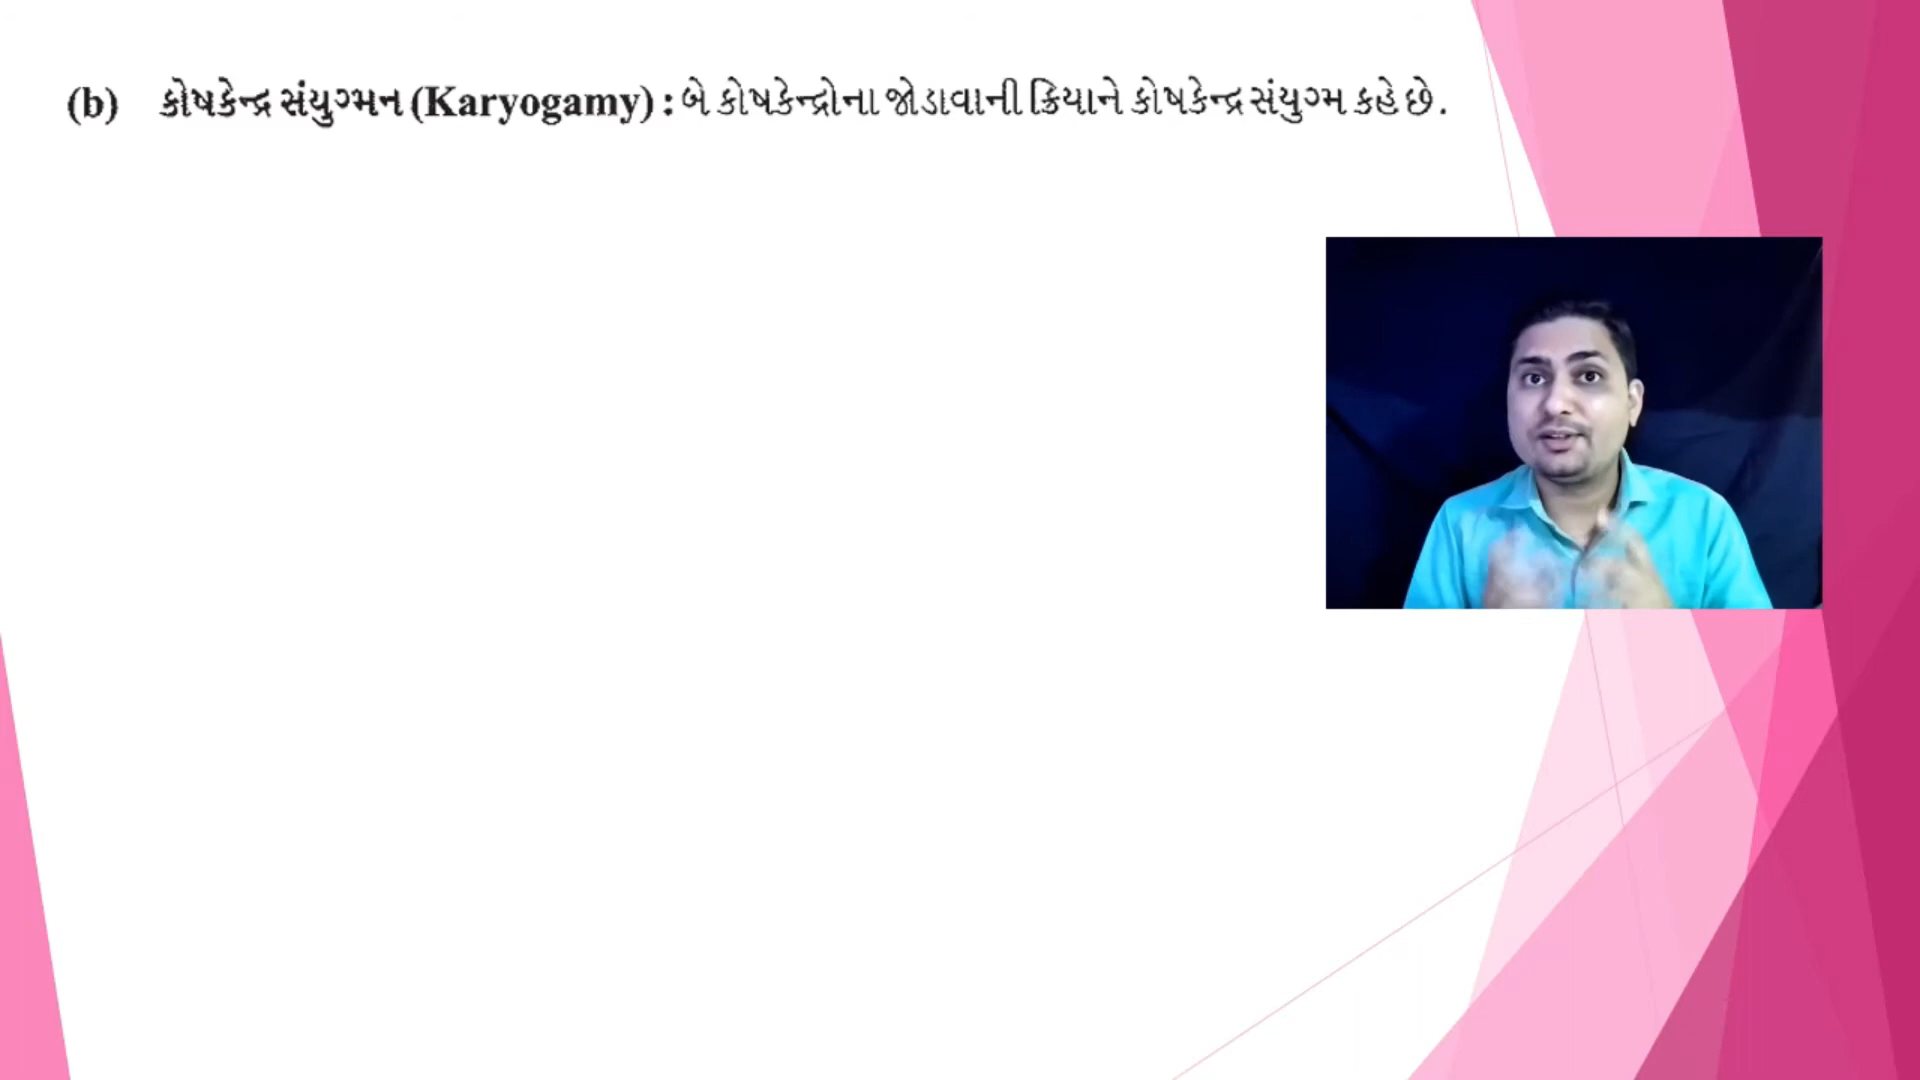 (b) કોષકેન્દ્ર સંયુગ્મન (Karyogamy) : બે કોષકેન્દ્રોના જોડાવાની ક્રિયાને કોષકેન્દ્ર સંયુગ્મ કહે છે.